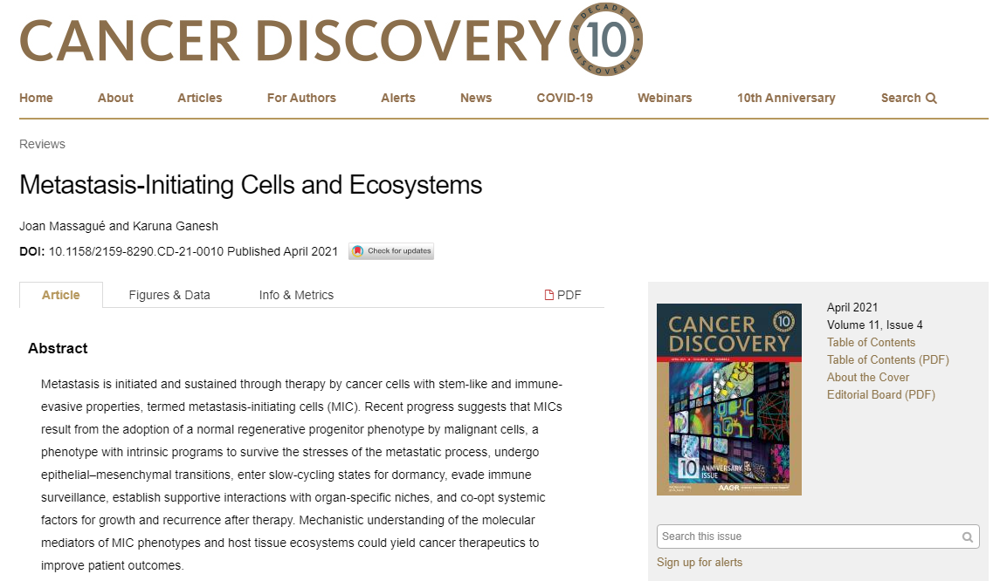 CANCER DISCOVERY
A DECADE OF
10
DISCOVERIES
Home About Articles For Authors Alerts News COVID-19 Webinars 10th Anniversary Search
Reviews
Metastasis-Initiating Cells and Ecosystems
Joan Massagué and Karuna Ganesh
DOI: 10.1158/2159-8290.CD-21-0010 Published April 2021 Check for updates
Article Figures & Data Info & Metrics PDF
Abstract
Metastasis is initiated and sustained through therapy by cancer cells with stem-like and immune-
evasive properties, termed metastasis-initiating cells (MIC). Recent progress suggests that MICs
result from the adoption of a normal regenerative progenitor phenotype by malignant cells, a
phenotype with intrinsic programs to survive the stresses of the metastatic process, undergo
epithelial–mesenchymal transitions, enter slow-cycling states for dormancy, evade immune
surveillance, establish supportive interactions with organ-specific niches, and co-opt systemic
factors for growth and recurrence after therapy. Mechanistic understanding of the molecular
mediators of MIC phenotypes and host tissue ecosystems could yield cancer therapeutics to
improve patient outcomes.
CANCER
10
DISCOVERY
10 ANNIVERSARY
ISSUE
AACR
April 2021
Volume 11, Issue 4
Table of Contents
Table of Contents (PDF)
About the Cover
Editorial Board (PDF)
Search this issue
Sign up for alerts